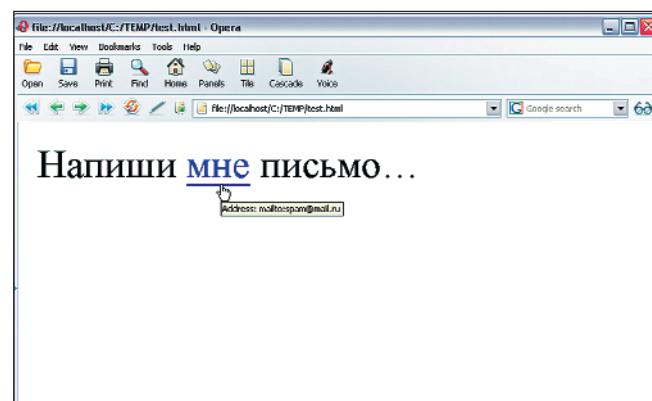 file://localhost/C:/TEMP/test.html - Opera
File Edit View Bookmarks Tools Help
Open Save Print Find Home Panels Tile Cascade Voice
file://localhost/C:/TEMP/test.html Google search
Напиши мне письмо...
Address: mailto:spam@mail.ru